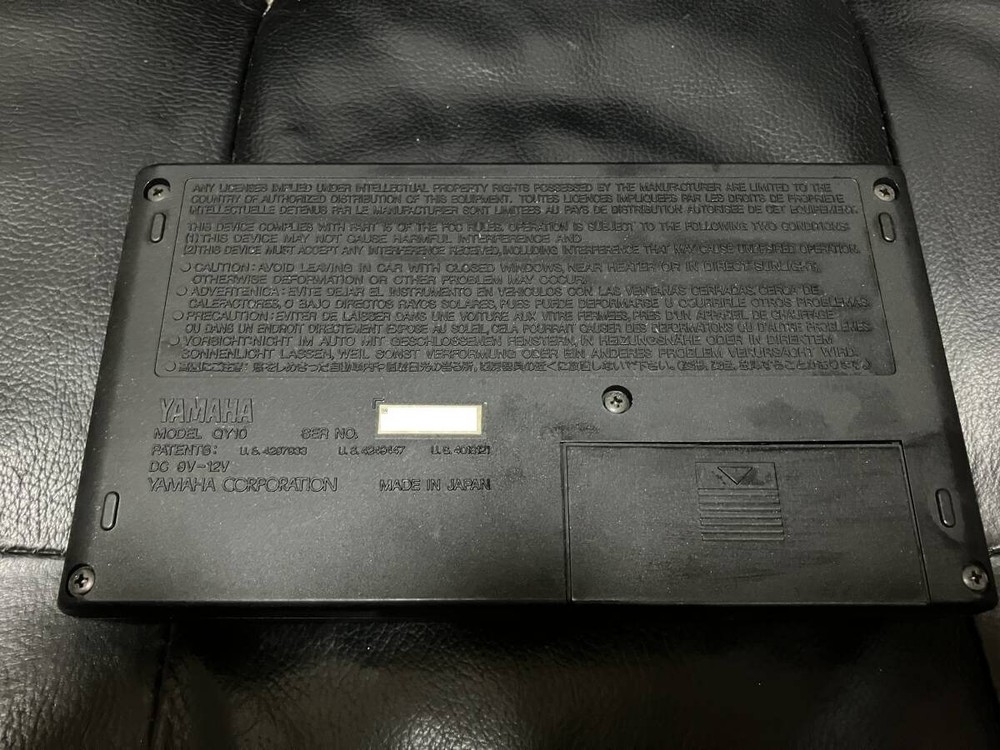 ANY LICENSES IMPLIED UNDER INTELLECTUAL PROPERTY RIGHTS POSSESSED BY THE MANUFACTURER ARE LIMITED TO THE
COUNTRY OF AUTHORIZED DISTRIBUTION OF THIS EQUIPMENT. TOUTES LICENCES IMPLIQUEES PAR LES DROITS DE PROPRIETE
INTELLECTUELLE DETENUS PAR LE MANUFACTURIER SONT LIMITEES AU PAYS DE DISTRIBUTION AUTORISEE DE CET EQUIPEMENT.
THIS DEVICE COMPLIES WITH PART 15 OF THE FCC RULES. OPERATION IS SUBJECT TO THE FOLLOWING TWO CONDITIONS:
(1)THIS DEVICE MAY NOT CAUSE HARMFUL INTERFERENCE AND
(2)THIS DEVICE MUST ACCEPT ANY INTERFERENCE RECEIVED, INCLUDING INTERFERENCE THAT MAY CAUSE UNDESIRED OPERATION.
CAUTION: AVOID LEAVING IN CAR WITH CLOSED WINDOWS, NEAR HEATER OR IN DIRECT SUNLIGHT,
OTHERWISE DEFORMATION OR OTHER PROBLEM MAY OCCUR.
ADVERTENCIA: EVITE DEJAR EL INSTRUMENTO EN VEHICULOS CON LAS VENTANAS CERRADAS, CERCA DE
CALEFACTORES, O BAJO DIRECTOS RAYOS SOLARES, PUES PUEDE DEFORMARSE U OCURRIRLE OTROS PROBLEMAS.
PRECAUTION: EVITER DE LAISSER DANS UNE VOITURE AUX VITRE FERMEES, PRES D'UN APPAREIL DE CHAUFFAGE
OU DANS UN ENDROIT DIRECTEMENT EXPOSE AU SOLEIL, CELA POURRAIT CAUSER DES DEFORMATIONS OU D'AUTRE PROBLEMES.
VORSICHT: NICHT IM AUTO MIT GESCHLOSSENEN FENSTERN, IN HEIZUNGSNÄHE ODER IN DIREKTEM
SONNENLICHT LASSEN, WEIL SONST VERFORMUNG ODER EIN ANDERES PROBLEM VERURSACHT WIRD.
YAMAHA
MODEL QY10 SER NO.
PATENTS: U.S. 4297933 U.S. U.S.
DC 9V-12V
YAMAHA CORPORATION MADE IN JAPAN